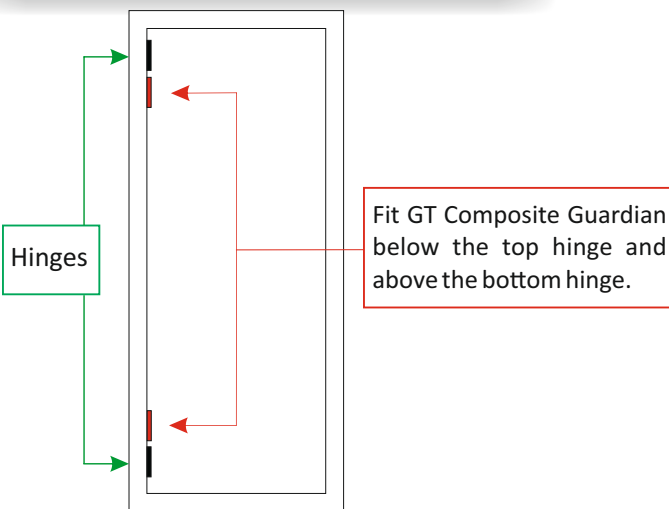 Hinges
Fit GT Composite Guardian
below the top hinge and
above the bottom hinge.